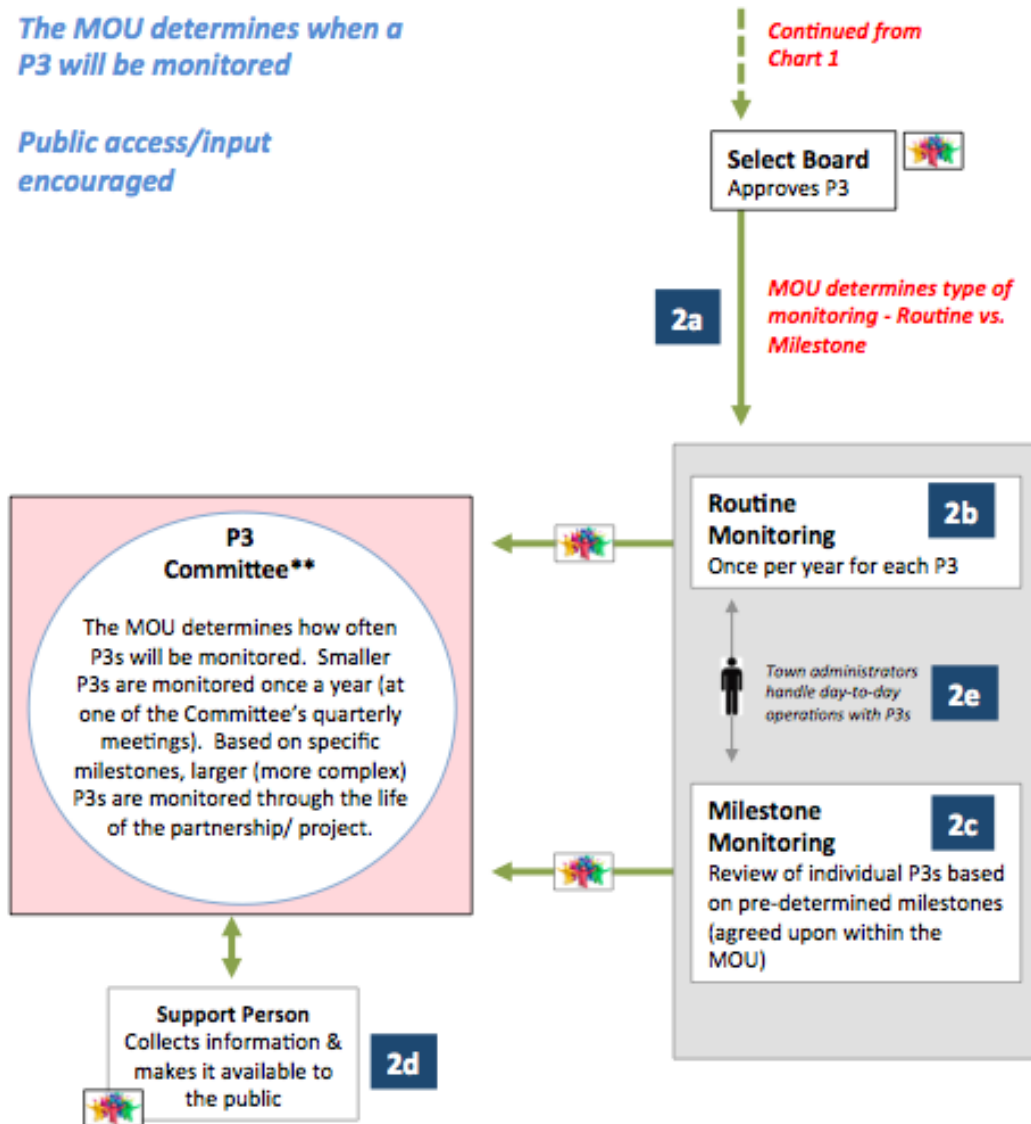 The MOU determines when a
P3 will be monitored
Public access/input
encouraged
Continued from
Chart 1
Select Board
Approves P3
2a
MOU determines type of
monitoring - Routine vs.
Milestone
P3
Committee**
The MOU determines how often
P3s will be monitored.  Smaller
P3s are monitored once a year (at
one of the Committee's quarterly
meetings).  Based on specific
milestones, larger (more complex)
P3s are monitored through the life
of the partnership/ project.
Routine
Monitoring
2b
Once per year for each P3
Town administrators
handle day-to-day
operations with P3s
2e
Milestone
Monitoring
2c
Review of individual P3s based
on pre-determined milestones
(agreed upon within the
MOU)
Support Person
Collects information &
makes it available to
the public
2d